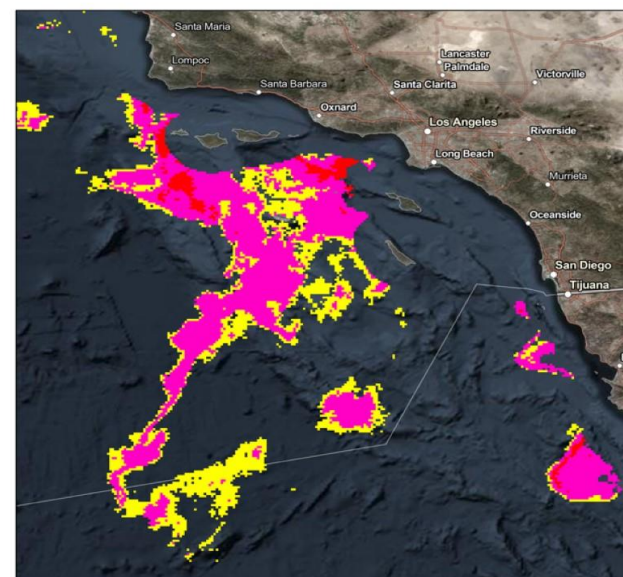 Santa Maria
Lompoc
Santa Barbara
Oxnard
Lancaster
Palmdale
Santa Clarita
Victorville
Los Angeles
Riverside
Long Beach
Murrieta
Oceanside
San Diego
Tijuana